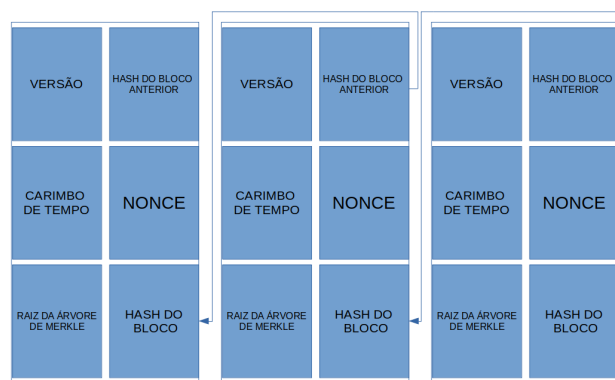 VERSÃO
HASH DO BLOCO
ANTERIOR
CARIMBO
DE TEMPO
NONCE
RAIZ DA ÁRVORE
DE MERKLE
HASH DO
BLOCO
VERSÃO
HASH DO BLOCO
ANTERIOR
CARIMBO
DE TEMPO
NONCE
RAIZ DA ÁRVORE
DE MERKLE
HASH DO
BLOCO
VERSÃO
HASH DO BLOCO
ANTERIOR
CARIMBO
DE TEMPO
NONCE
RAIZ DA ÁRVORE
DE MERKLE
HASH DO
BLOCO